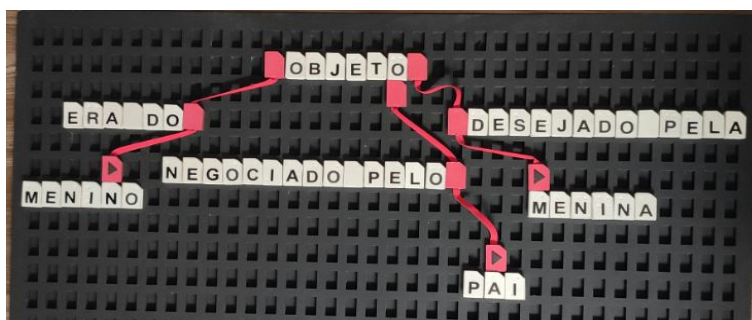 OBJETO
ERA DO
DESEJADO PELA
NEGOCIADO PELO
MENINO
MENINA
PAI